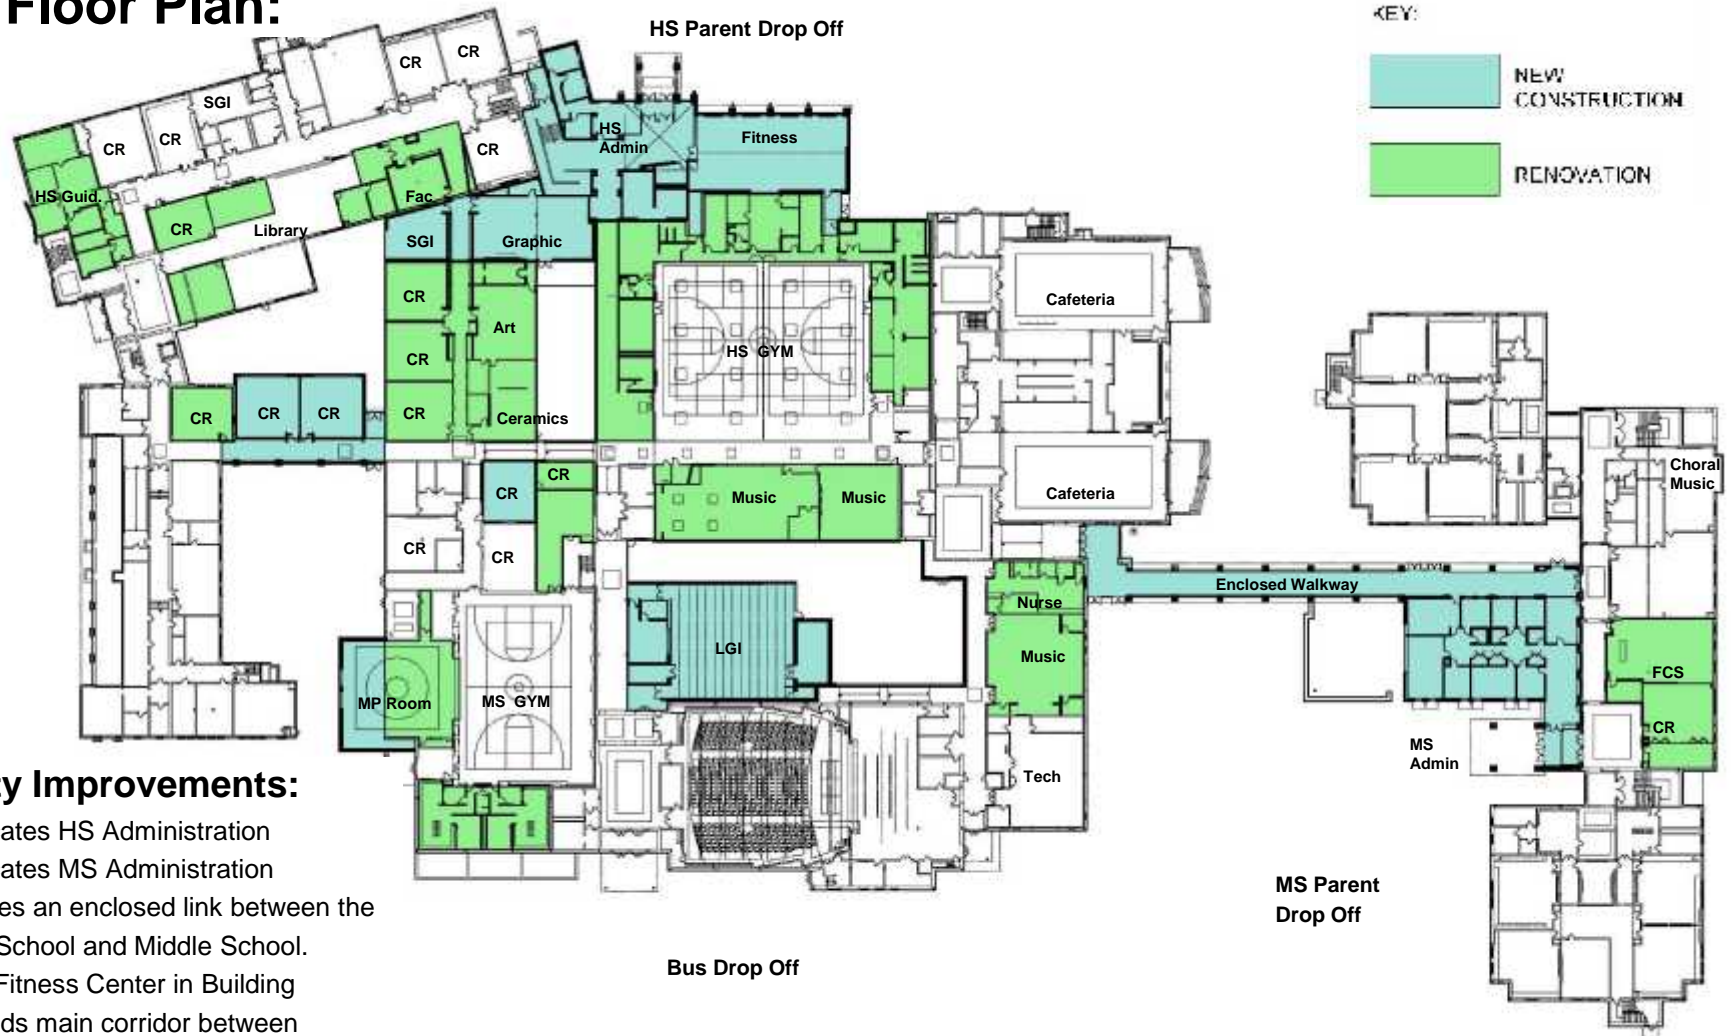 Floor Plan:
HS Parent Drop Off
KEY:
NEW
CONSTRUCTION
RENOVATION
CR
CR
SGI
CR
CR
CR
HS
Admin
Fitness
HS Guid.
Fac
CR
Library
SGI
Graphic
CR
Art
Cafeteria
CR
HS GYM
CR
CR
CR
CR
Ceramics
CR
CR
Music
Music
Cafeteria
Choral
Music
CR
CR
Enclosed Walkway
Nurse
LGI
Music
FCS
MP Room
MS GYM
CR
MS
Admin
Tech
y Improvements:
ates HS Administration
ates MS Administration
es an enclosed link between the
School and Middle School.
Fitness Center in Building
ds main corridor between
MS Parent
Drop Off
Bus Drop Off